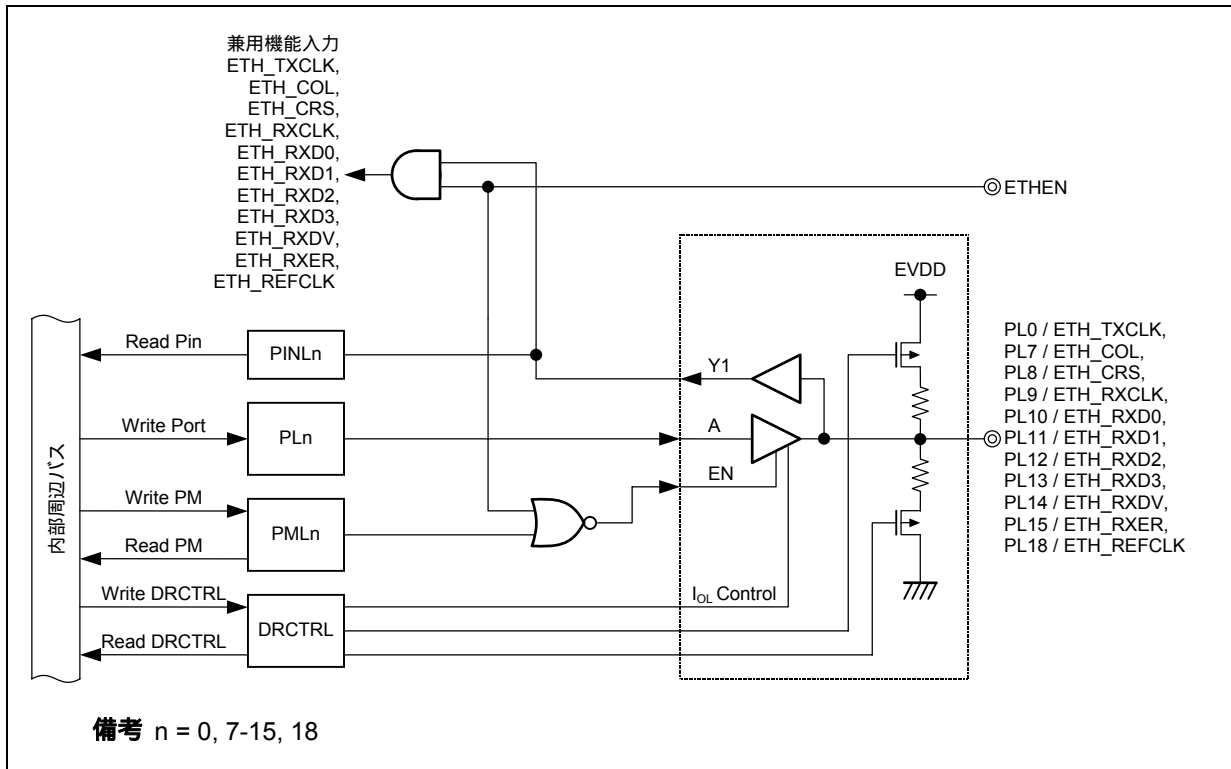 兼用機能入力
ETH_TXCLK,
ETH_COL,
ETH_CRS,
ETH_RXCLK,
ETH_RXD0,
ETH_RXD1,
ETH_RXD2,
ETH_RXD3,
ETH_RXDV,
ETH_RXER,
ETH_REFCLK
ETHEN
EVDD
内部周辺バス
Read Pin
PINLn
Y1
Write Port
PLn
A
EN
Write PM
PMLn
Read PM
Write DRCTRL
DRCTRL
IOL Control
Read DRCTRL
PL0 / ETH_TXCLK,
PL7 / ETH_COL,
PL8 / ETH_CRS,
PL9 / ETH_RXCLK,
PL10 / ETH_RXD0,
PL11 / ETH_RXD1,
PL12 / ETH_RXD2,
PL13 / ETH_RXD3,
PL14 / ETH_RXDV,
PL15 / ETH_RXER,
PL18 / ETH_REFCLK
備考 n = 0, 7-15, 18